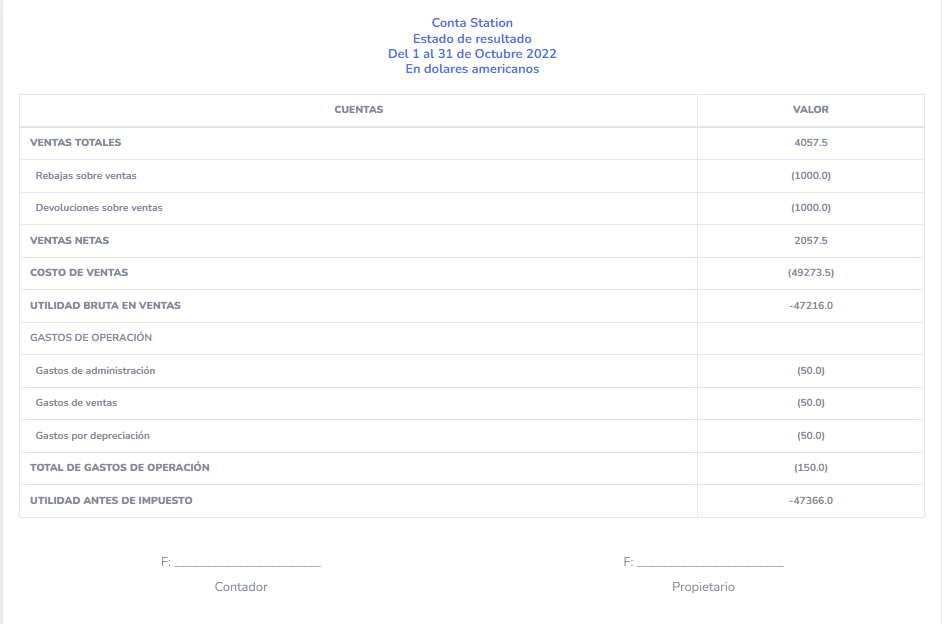 Conta Station
Estado de resultado
Del 1 al 31 de Octubre 2022
En dolares americanos
CUENTAS VALOR
VENTAS TOTALES 4057.5
Rebajas sobre ventas (1000.0)
Devoluciones sobre ventas (1000.0)
VENTAS NETAS 2057.5
COSTO DE VENTAS (49273.5)
UTILIDAD BRUTA EN VENTAS -47216.0
GASTOS DE OPERACIÓN
Gastos de administración (50.0)
Gastos de ventas (50.0)
Gastos por depreciación (50.0)
TOTAL DE GASTOS DE OPERACIÓN (150.0)
UTILIDAD ANTES DE IMPUESTO -47366.0
F: _______________________ F: _______________________
Contador Propietario